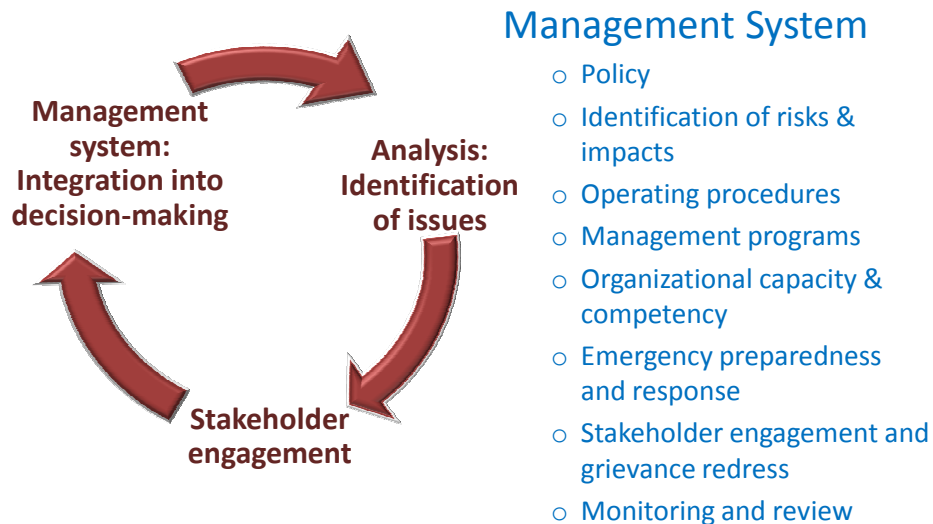 Management System
Management
system:
Integration into
decision-making
Analysis:
Identification
of issues
Stakeholder
engagement
○ Policy
○ Identification of risks &
impacts
○ Operating procedures
○ Management programs
○ Organizational capacity &
competency
○ Emergency preparedness
and response
○ Stakeholder engagement and
grievance redress
○ Monitoring and review